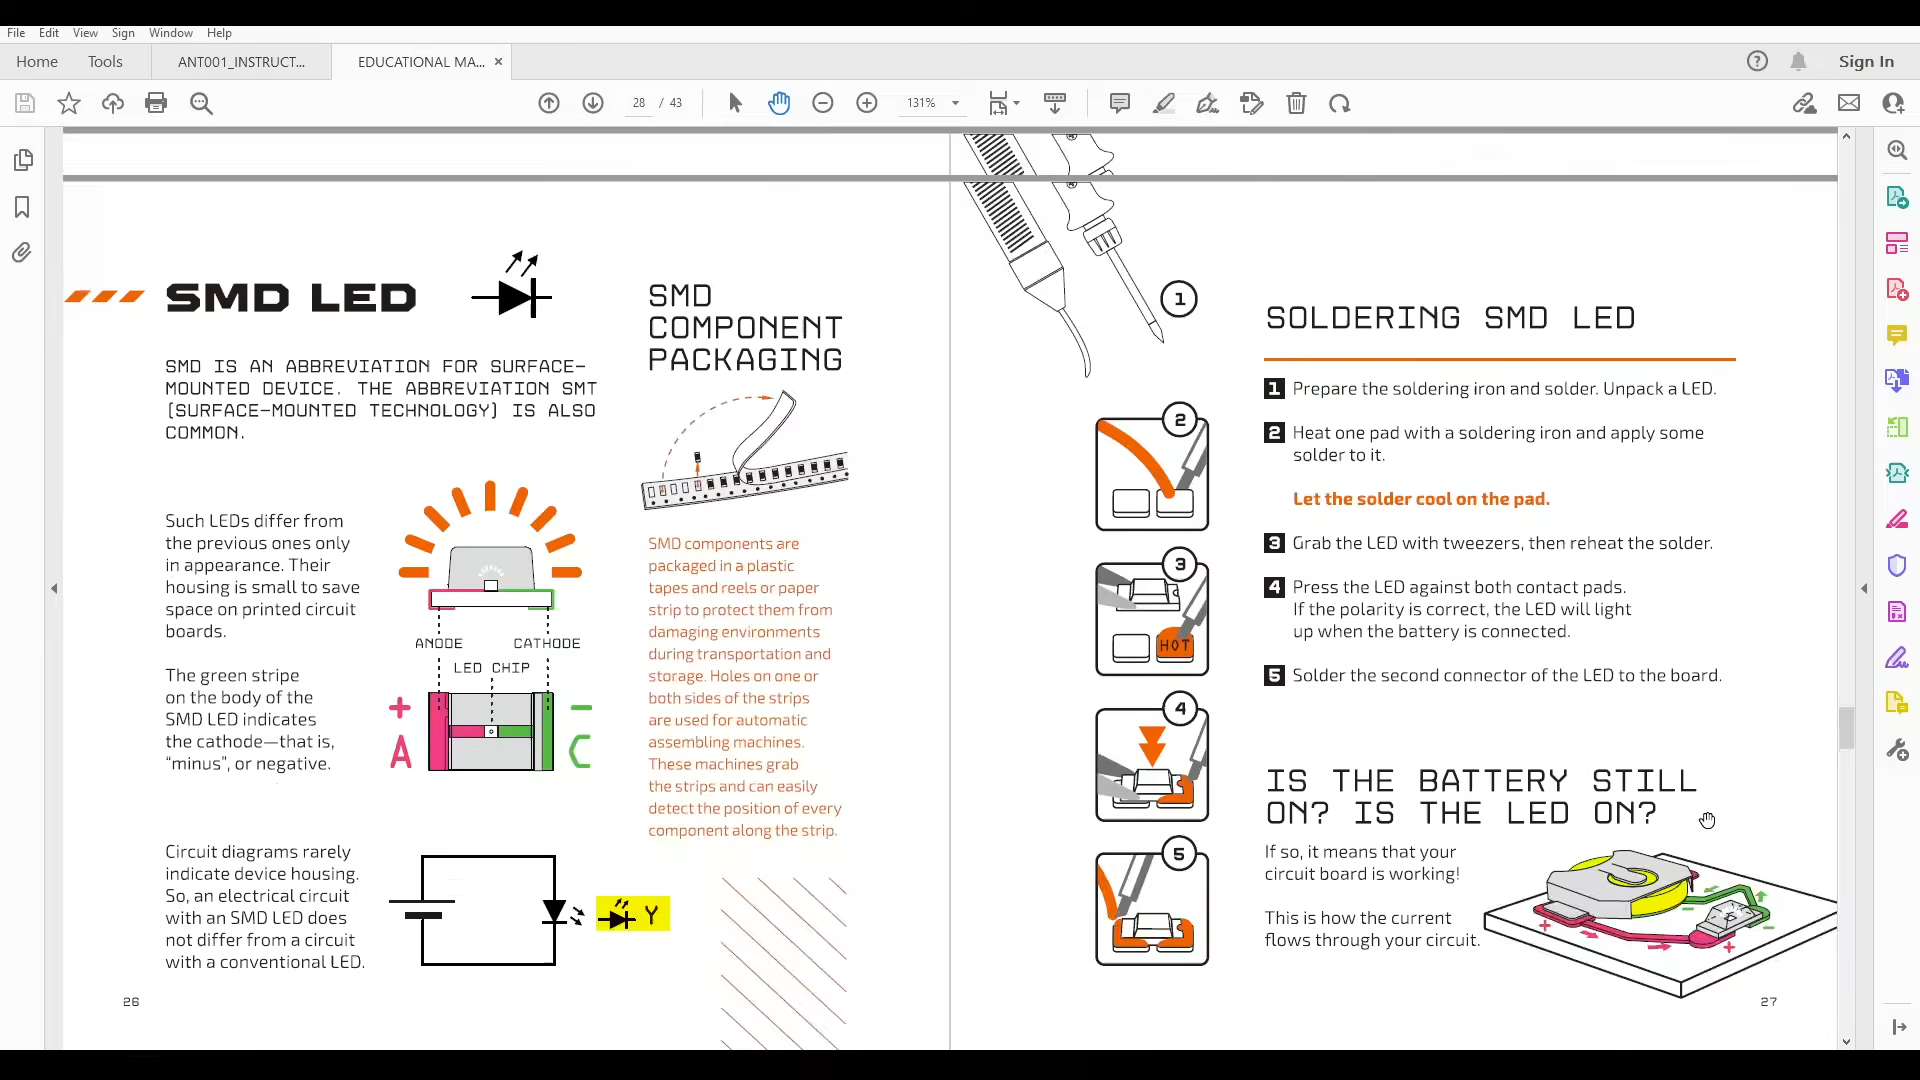 File Edit View Sign Window Help
Home Tools ANT001_INSTRUCT... EDUCATIONAL MA... × ? Sign In
28 / 43 131%
SMD LED
SMD IS AN ABBREVIATION FOR SURFACE-
MOUNTED DEVICE. THE ABBREVIATION SMT
(SURFACE-MOUNTED TECHNOLOGY) IS ALSO
COMMON.
Such LEDs differ from
the previous ones only
in appearance. Their
housing is small to save
space on printed circuit
boards.
The green stripe
on the body of the
SMD LED indicates
the cathode—that is,
“minus”, or negative.
ANODE CATHODE
LED CHIP
+ −
A C
Circuit diagrams rarely
indicate device housing.
So, an electrical circuit
with an SMD LED does
not differ from a circuit
with a conventional LED.
Y
26
SMD
COMPONENT
PACKAGING
SMD components are
packaged in a plastic
tapes and reels or paper
strip to protect them from
damaging environments
during transportation and
storage. Holes on one or
both sides of the strips
are used for automatic
assembling machines.
These machines grab
the strips and can easily
detect the position of every
component along the strip.
1
2
3
HOT
4
5
SOLDERING SMD LED
1 Prepare the soldering iron and solder. Unpack a LED.
2 Heat one pad with a soldering iron and apply some
solder to it.
Let the solder cool on the pad.
3 Grab the LED with tweezers, then reheat the solder.
4 Press the LED against both contact pads.
If the polarity is correct, the LED will light
up when the battery is connected.
5 Solder the second connector of the LED to the board.
IS THE BATTERY STILL
ON? IS THE LED ON?
If so, it means that your
circuit board is working!
This is how the current
flows through your circuit.
+ − + −
27